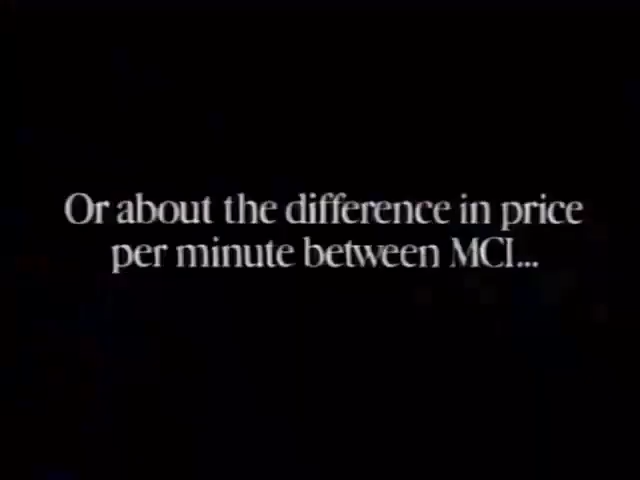 Or about the difference in price
per minute between MCI...